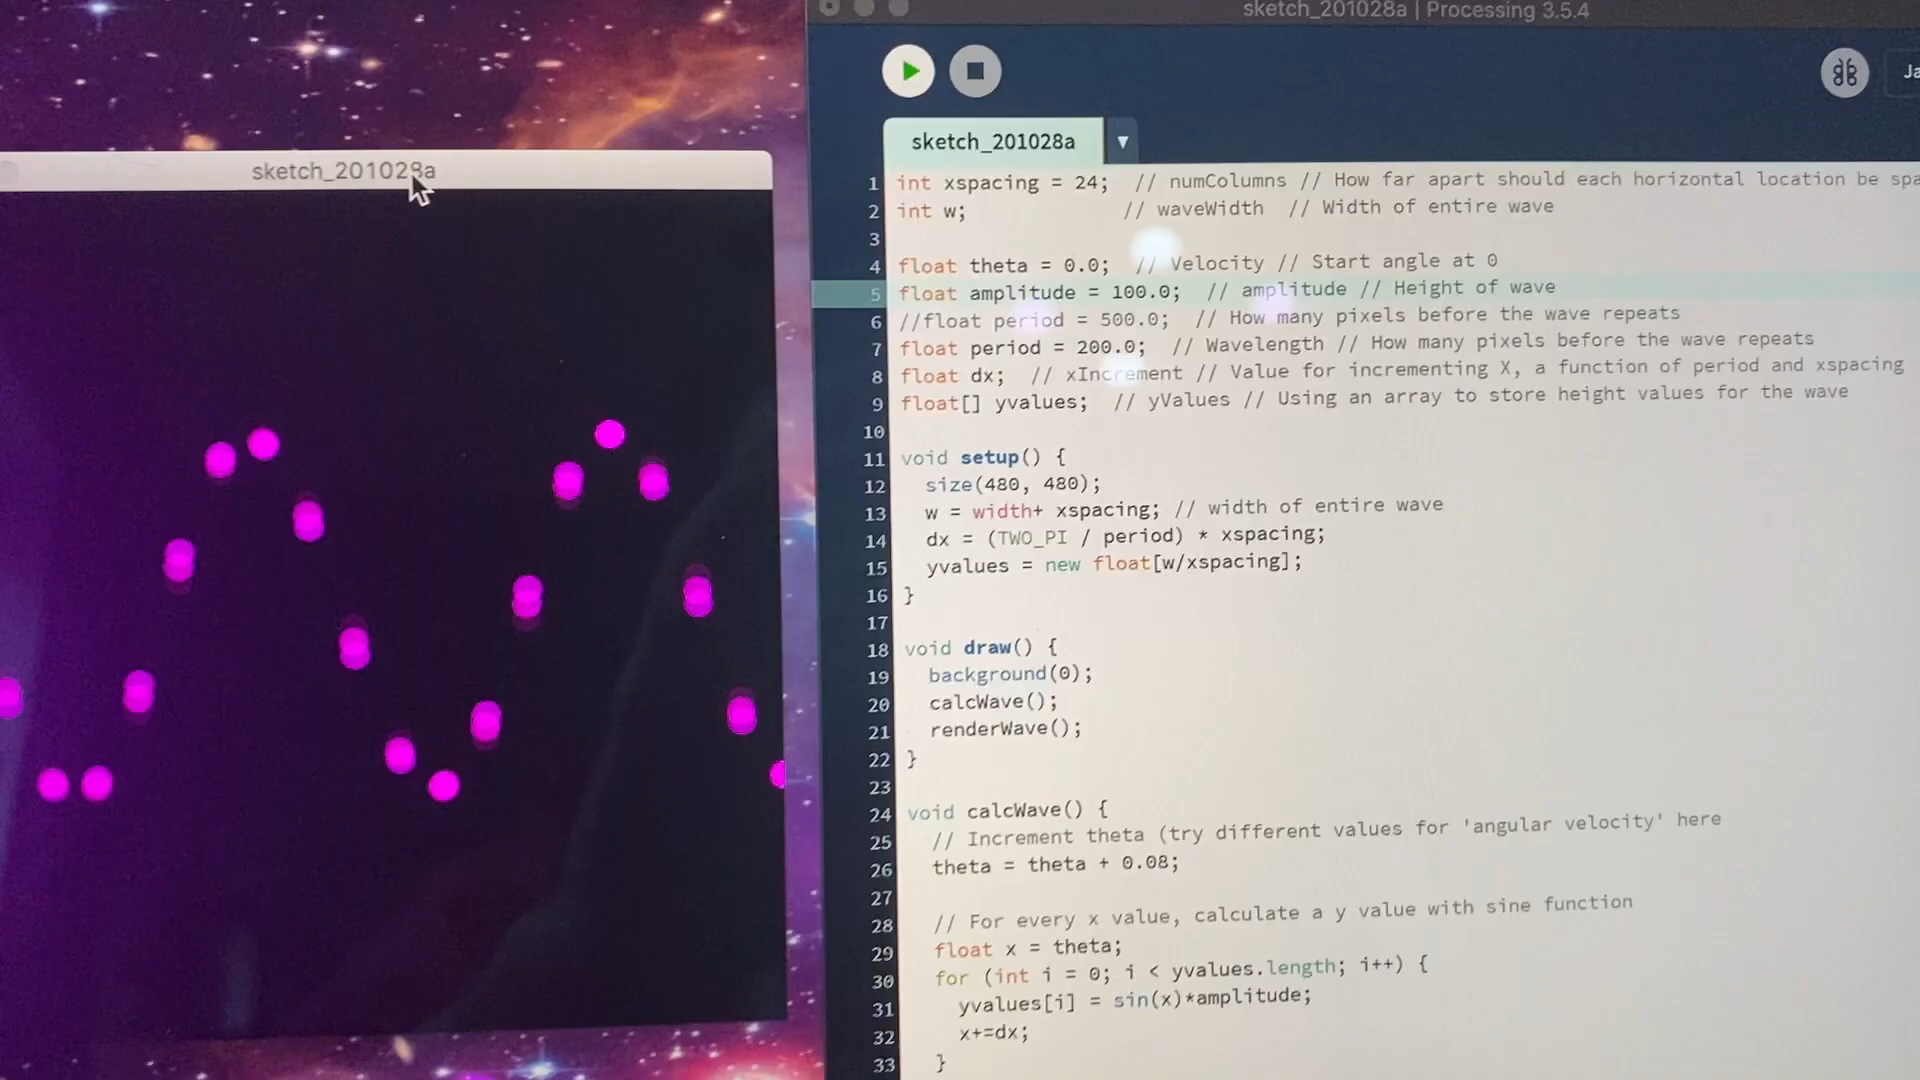 sketch_201028a | Processing 3.5.4
Ja
sketch_201028a
sketch_201028a
1 int xspacing = 24; // numColumns // How far apart should each horizontal location be spa
2 int w; // waveWidth // Width of entire wave
3
4 float theta = 0.0; // Velocity // Start angle at 0
5 float amplitude = 100.0; // amplitude // Height of wave
6 //float period = 500.0; // How many pixels before the wave repeats
7 float period = 200.0; // Wavelength // How many pixels before the wave repeats
8 float dx; // xIncrement // Value for incrementing X, a function of period and xspacing
9 float[] yvalues; // yValues // Using an array to store height values for the wave
10
11 void setup() {
12 size(480, 480);
13 w = width+ xspacing; // width of entire wave
14 dx = (TWO_PI / period) * xspacing;
15 yvalues = new float[w/xspacing];
16 }
17
18 void draw() {
19 background(0);
20 calcWave();
21 renderWave();
22 }
23
24 void calcWave() {
25 // Increment theta (try different values for 'angular velocity' here
26 theta = theta + 0.08;
27
28 // For every x value, calculate a y value with sine function
29 float x = theta;
30 for (int i = 0; i < yvalues.length; i++) {
31 yvalues[i] = sin(x)*amplitude;
32 x+=dx;
33 }